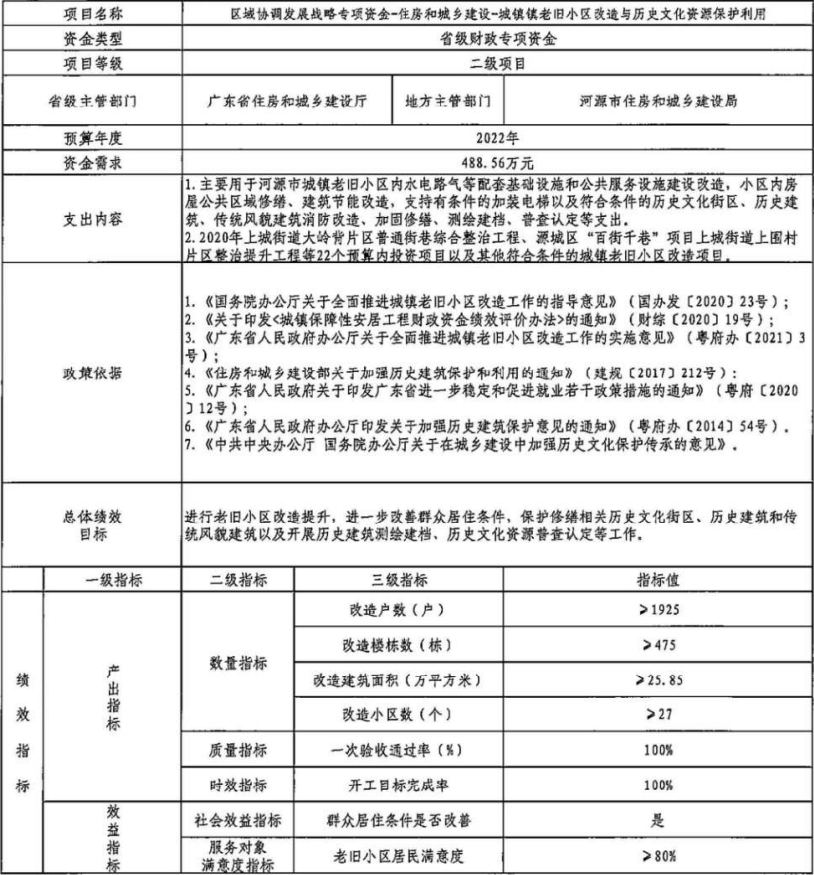 项目名称 区域协调发展战略专项资金-住房和城乡建设-城镇镇老旧小区改造与历史文化资源保护利用
资金类型 省级财政专项资金
项目等级 二级项目
省级主管部门 广东省住房和城乡建设厅 地方主管部门 河源市住房和城乡建设局
预算年度 2022年
资金需求 488.56万元
支出内容
1.主要用于河源市城镇老旧小区内水电路气等配套基础设施和公共服务设施建设改造，小区内房
屋公共区域修缮、建筑节能改造，支持有条件的加装电梯以及符合条件的历史文化街区、历史建
筑、传统风貌建筑消防改造、加固修缮、测绘建档、普查认定等支出。
2.2020年上城街道大岭背片区普通街巷综合整治工程、源城区“百街千巷”项目上城街道上围村
片区整治提升工程等22个预算内投资项目以及其他符合条件的城镇老旧小区改造项目。
政策依据
1.《国务院办公厅关于全面推进城镇老旧小区改造工作的指导意见》（国办发〔2020〕23号）；
2.《关于印发<城镇保障性安居工程财政资金绩效评价办法>的通知》（财综〔2020〕19号）；
3.《广东省人民政府办公厅关于全面推进城镇老旧小区改造工作的实施意见》（粤府办〔2021〕3
号）；
4.《住房和城乡建设部关于加强历史建筑保护和利用的通知》（建规〔2017〕212号）：
5.《广东省人民政府关于印发广东省进一步稳定和促进就业若干政策措施的通知》（粤府〔2020
〕12号）；
6.《广东省人民政府办公厅印发关于加强历史建筑保护意见的通知》（粤府办〔2014〕54号）。
7.《中共中央办公厅 国务院办公厅关于在城乡建设中加强历史文化保护传承的意见》。
总体绩效
目标
进行老旧小区改造提升，进一步改善群众居住条件、保护修缮相关历史文化街区、历史建筑和传
统风貌建筑以及开展历史建筑测绘建档、历史文化资源普查认定等工作。
一级指标 二级指标 三级指标 指标值
绩效指标
产出指标
数量指标
改造户数（户） ≥1925
改造楼栋数（栋） ≥475
改造建筑面积（万平方米） ≥25.85
改造小区数（个） ≥27
质量指标 一次验收通过率（%） 100%
时效指标 开工目标完成率 100%
效益指标
社会效益指标 群众居住条件是否改善 是
服务对象
满意度指标 老旧小区居民满意度 ≥80%